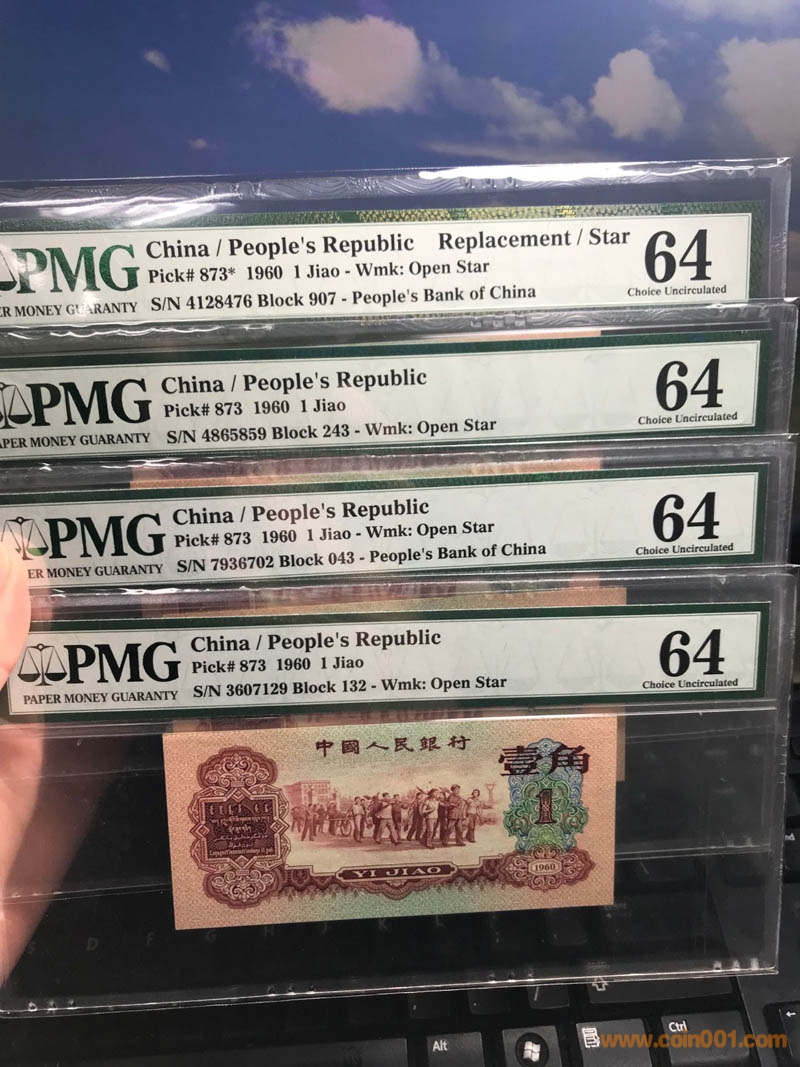 PMG
ER MONEY GUARANTY
China / People's Republic Replacement / Star
Pick# 873* 1960 1 Jiao - Wmk: Open Star
S/N 4128476 Block 907 - People's Bank of China
64
Choice Uncirculated
PMG
APER MONEY GUARANTY
China / People's Republic
Pick# 873 1960 1 Jiao
S/N 4865859 Block 243 - Wmk: Open Star
64
Choice Uncirculated
PMG
ER MONEY GUARANTY
China / People's Republic
Pick# 873 1960 1 Jiao - Wmk: Open Star
S/N 7936702 Block 043 - People's Bank of China
64
Choice Uncirculated
PMG
PAPER MONEY GUARANTY
China / People's Republic
Pick# 873 1960 1 Jiao
S/N 3607129 Block 132 - Wmk: Open Star
64
Choice Uncirculated
中國人民銀行
壹角
1
YI JIAO
1960
D F G
Alt
Ctrl
www.coin001.com